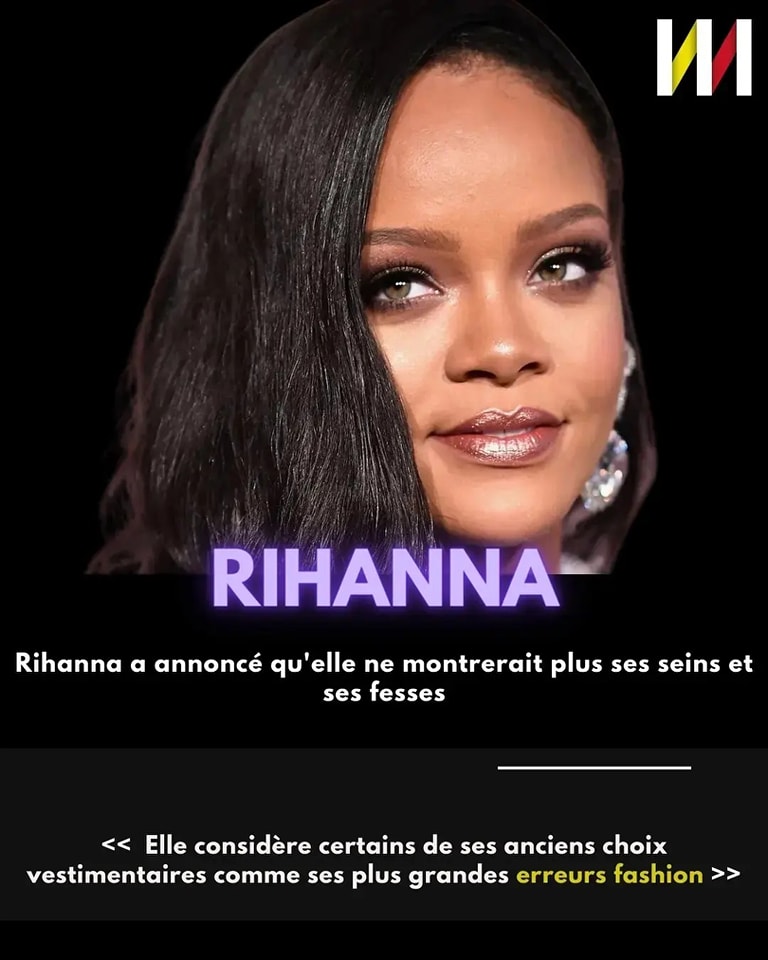 RIHANNA
Rihanna a annoncé qu'elle ne montrerait plus ses seins et
ses fesses
<< Elle considère certains de ses anciens choix
vestimentaires comme ses plus grandes erreurs fashion >>